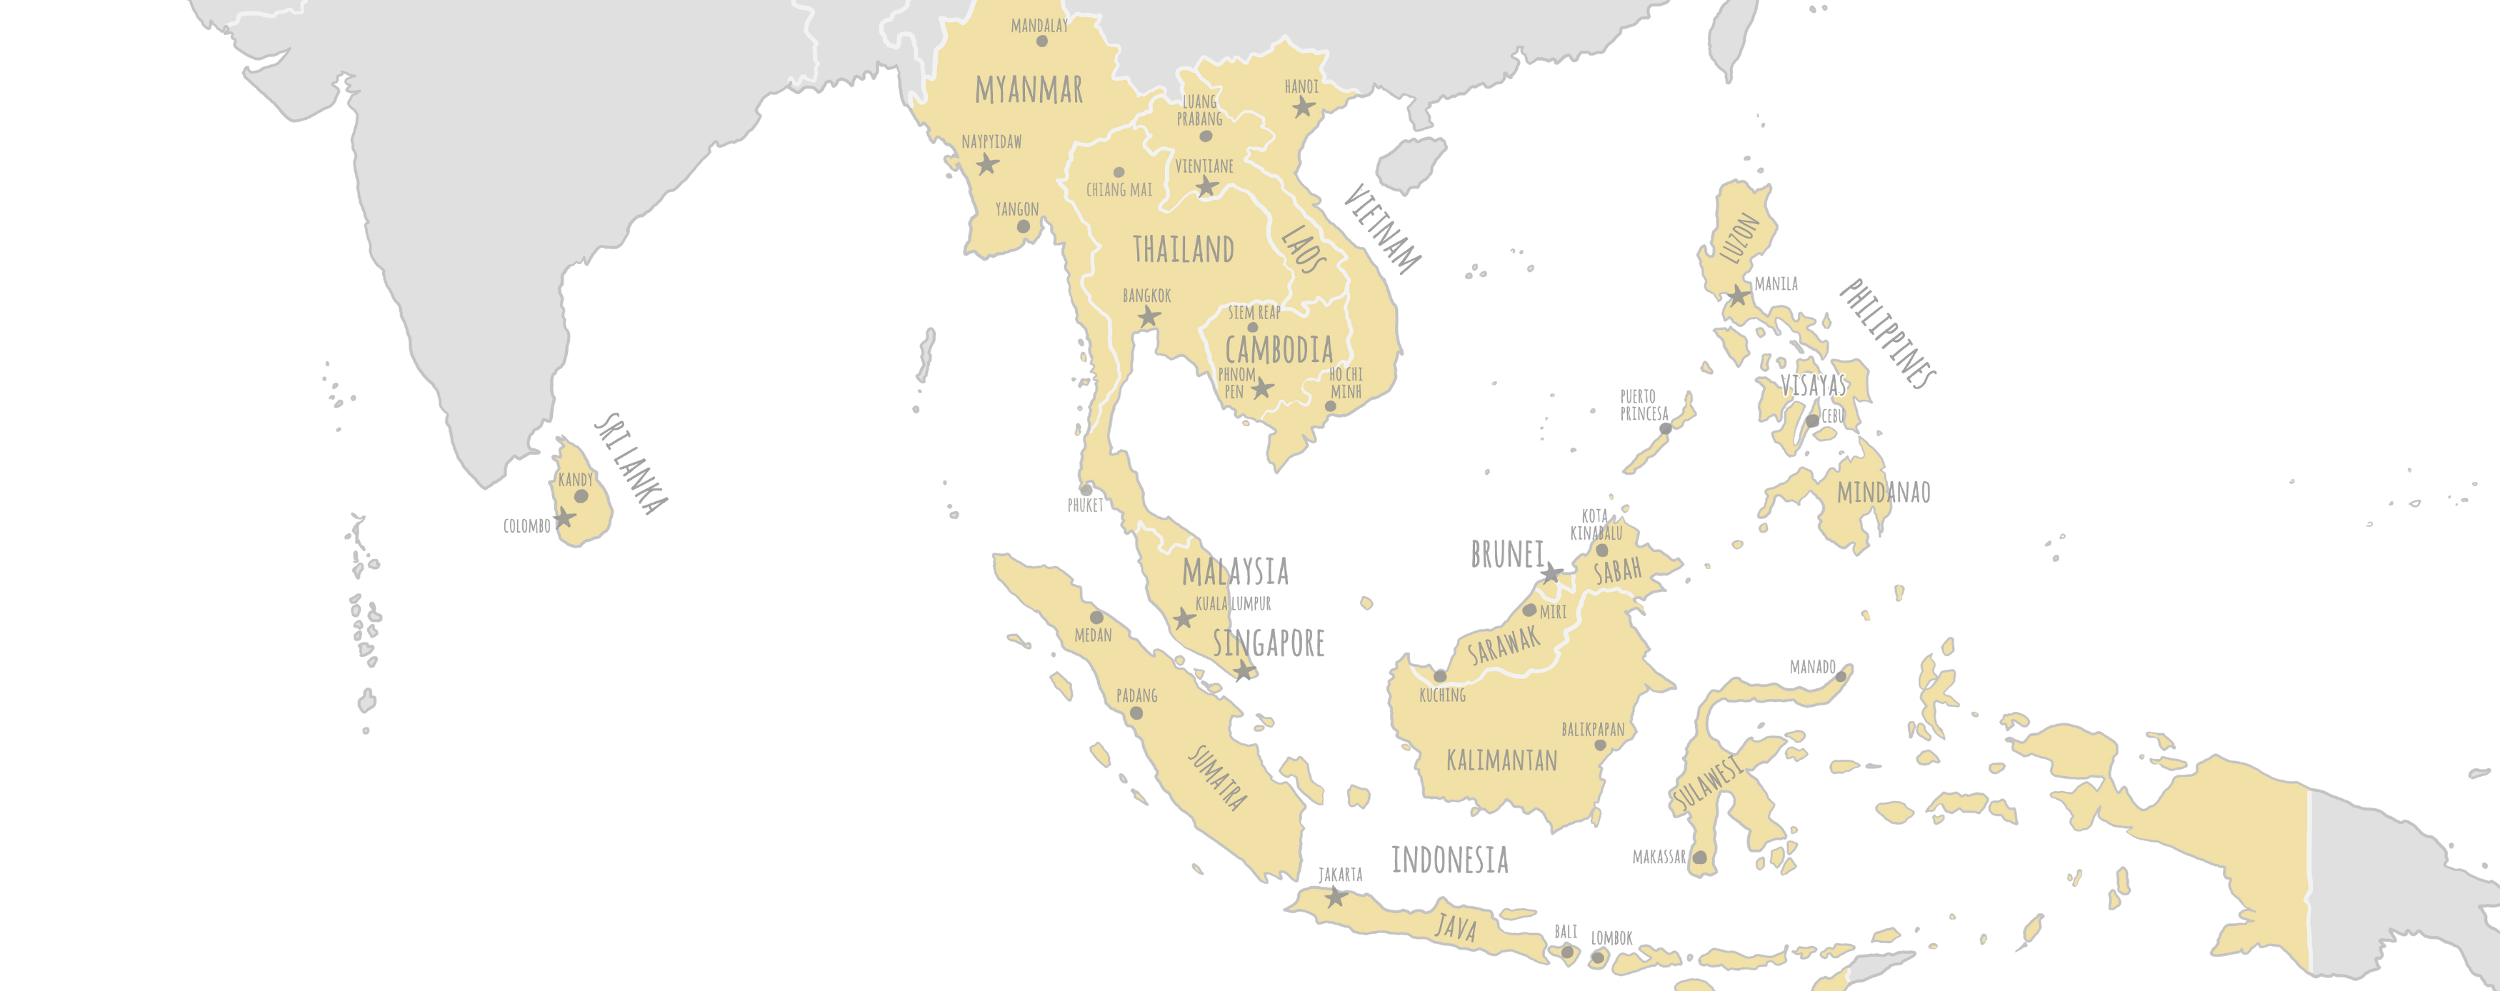 MANDALAY
MYANMAR
NAYPYIDAW
YANGON
HANOI
LUANG
PRABANG
VIENTIANE
CHIANG MAI
VIETNAM
THAILAND
LAOS
BANGKOK
SIEM REAP
CAMBODIA
PHNOM
PEN
HO CHI
MINH
LUZON
MANILA
PHILIPPINES
VISAYAS
CEBU
PUERTO
PRINCESA
MINDANAO
SRI LANKA
KANDY
COLOMBO
PHUKET
KOTA
KINABALU
BRUNEI
SABAH
MALAYSIA
KUALA LUMPUR
SINGAPORE
MIRI
SARAWAK
KUCHING
MEDAN
PADANG
SUMATRA
MANADO
BALIKPAPAN
KALIMANTAN
SULAWESI
MAKASSAR
INDONESIA
JAKARTA
JAVA
BALI
LOMBOK